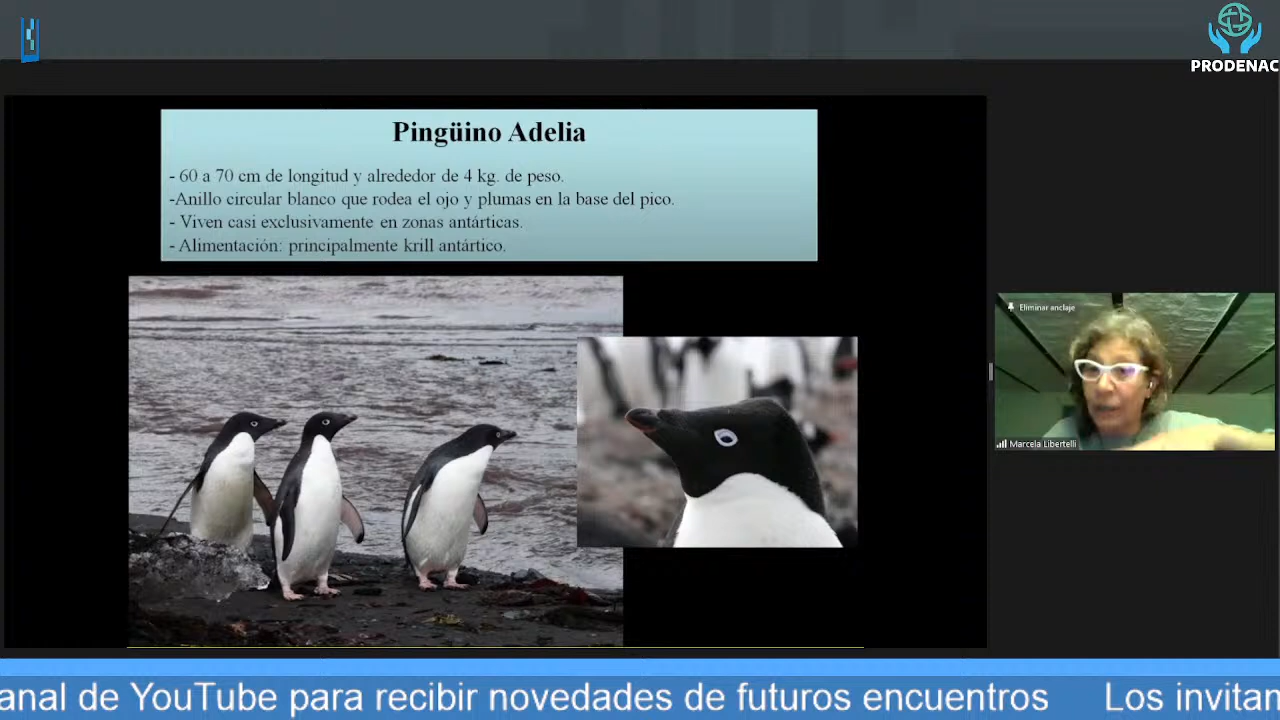 PRODENAC
Pingüino Adelia
- 60 a 70 cm de longitud y alrededor de 4 kg. de peso.
-Anillo circular blanco que rodea el ojo y plumas en la base del pico.
- Viven casi exclusivamente en zonas antárticas.
- Alimentación: principalmente krill antártico.
Eliminar anclaje
Marcela Libertelli
anal de YouTube para recibir novedades de futuros encuentros Los invitan